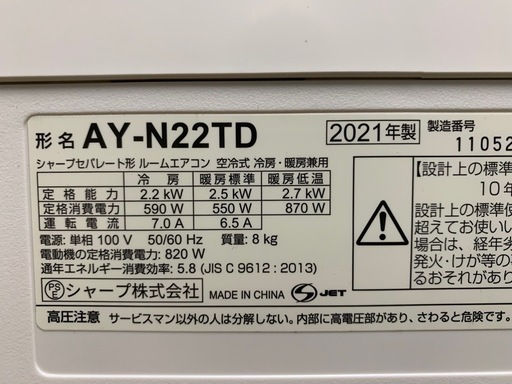 形名 AY-N22TD 2021年製 製造番号
11052
シャープセパレート形 ルームエアコン 空冷式 冷房・暖房兼用
冷房 暖房標準 暖房低温
定格能力 2.2 kW 2.5 kW 2.7 kW
定格消費電力 590 W 550 W 870 W
運転電流 7.0 A 6.5 A
電源: 単相 100 V 50/60 Hz 質量: 8 kg
電動機の定格消費電力: 820 W
通年エネルギー消費効率: 5.8 (JIS C 9612 : 2013)
PSE シャープ株式会社 MADE IN CHINA S JET
【設計上の標準
10年
設計上の標準使
超えてお使い
場合は、経年劣
発火・けが等の
るおそれがあり
高圧注意 サービスマン以外の人は分解しない。内部に高電圧部があり、さわると危険です